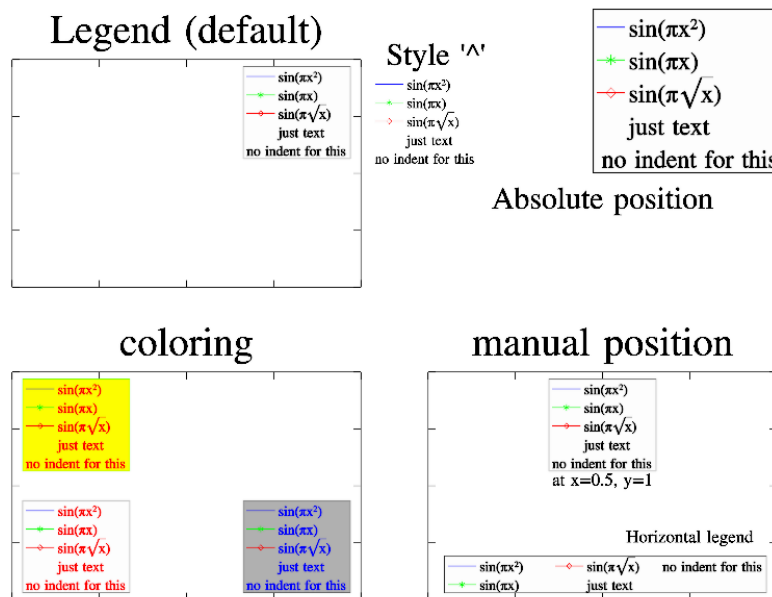 Legend (default)
sin(πx²)
sin(πx)
sin(π√x)
just text
no indent for this
Style '^'
sin(πx²)
sin(πx)
sin(π√x)
just text
no indent for this
sin(πx²)
sin(πx)
sin(π√x)
just text
no indent for this
Absolute position
coloring
sin(πx²)
sin(πx)
sin(π√x)
just text
no indent for this
sin(πx²)
sin(πx)
sin(π√x)
just text
no indent for this
sin(πx²)
sin(πx)
sin(π√x)
just text
no indent for this
manual position
sin(πx²)
sin(πx)
sin(π√x)
just text
no indent for this
at x=0.5, y=1
Horizontal legend
sin(πx²) sin(π√x) no indent for this
sin(πx) just text